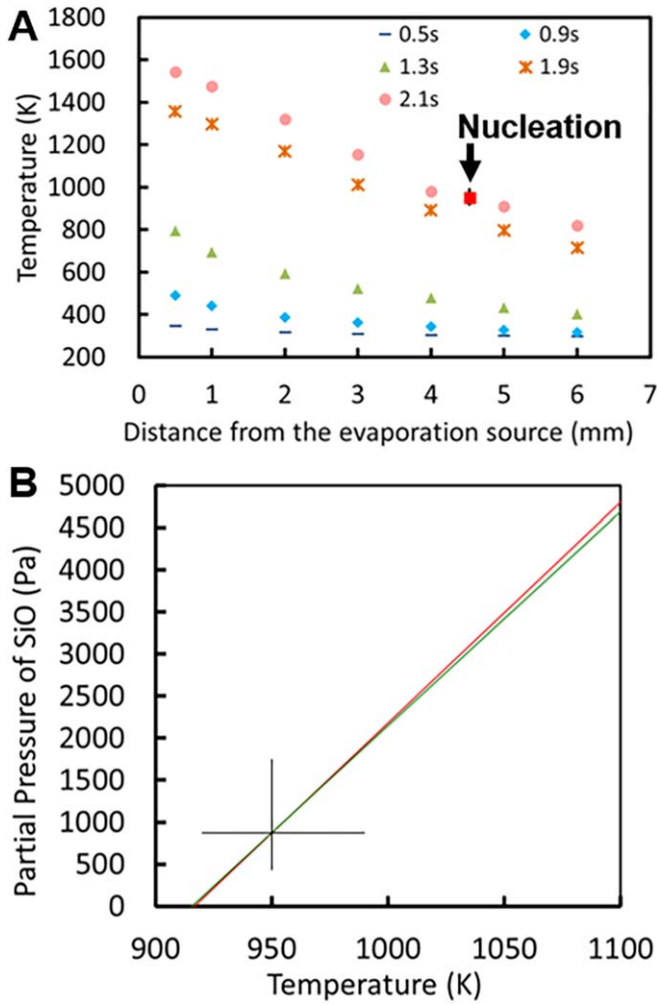 A
1800
1600
1400
1200
1000
800
600
400
200
Temperature (K)
0.5s
0.9s
1.3s
1.9s
2.1s
Nucleation
0 1 2 3 4 5 6 7
Distance from the evaporation source (mm)
B
5000
4500
4000
3500
3000
2500
2000
1500
1000
500
0
Partial Pressure of SiO (Pa)
900 950 1000 1050 1100
Temperature (K)